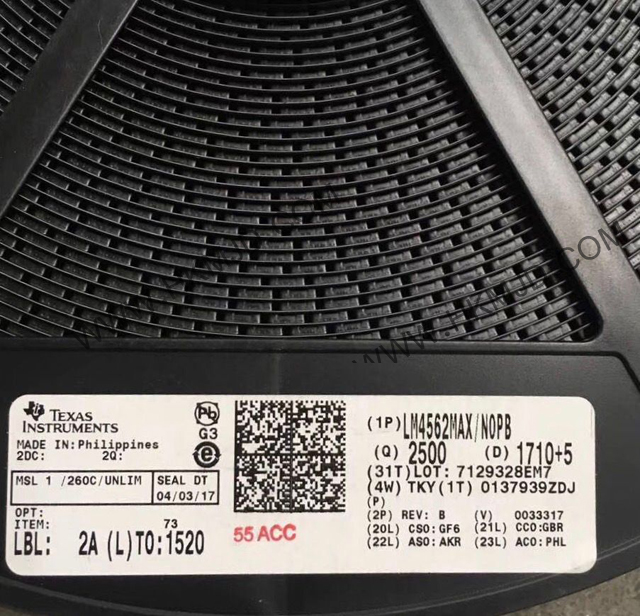 TEXAS
INSTRUMENTS
MADE IN: Philippines
2DC: 2Q:
MSL 1 /260C/UNLIM
SEAL DT
04/03/17
OPT:
ITEM: 73
LBL: 2A (L)TO:1520
Pb
G3
e
55 ACC
(1P)LM4562MAX/NOPB
(Q) 2500 (D) 1710+5
(31T)LOT: 7129328EM7
(4W) TKY(1T) 0137939ZDJ
(P)
(2P) REV: B (V) 0033317
(20L) CSO:GF6 (21L) CCO:GBR
(22L) ASO:AKR (23L) ACO:PHL